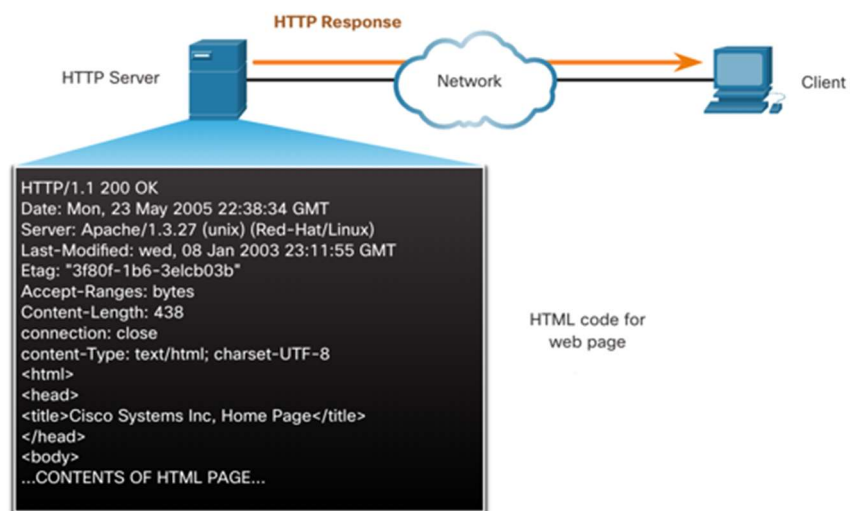 HTTP Response
HTTP Server
Network
Client
HTTP/1.1 200 OK
Date: Mon, 23 May 2005 22:38:34 GMT
Server: Apache/1.3.27 (unix) (Red-Hat/Linux)
Last-Modified: wed, 08 Jan 2003 23:11:55 GMT
Etag: "3f80f-1b6-3elcb03b"
Accept-Ranges: bytes
Content-Length: 438
connection: close
content-Type: text/html; charset-UTF-8
<html>
<head>
<title>Cisco Systems Inc, Home Page</title>
</head>
<body>
...CONTENTS OF HTML PAGE...
HTML code for
web page